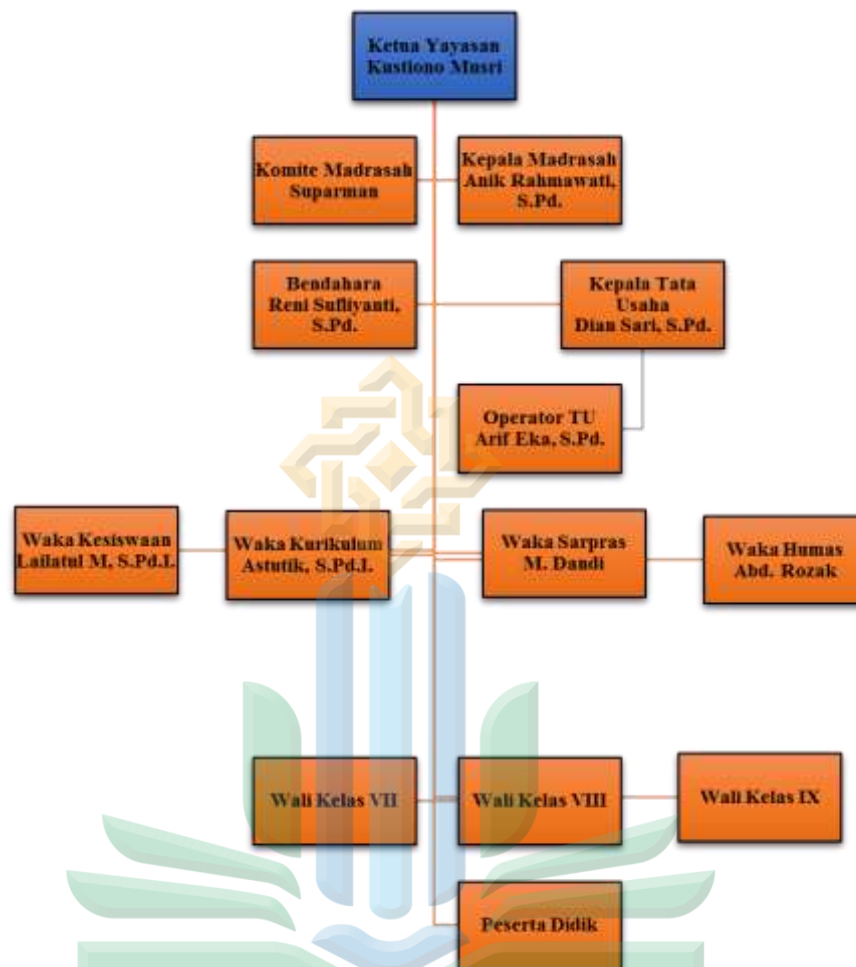 Ketua Yayasan
Kustiono Musri
Komite Madrasah
Suparman
Kepala Madrasah
Anik Rahmawati,
S.Pd.
Bendahara
Reni Sufliyanti,
S.Pd.
Kepala Tata
Usaha
Dian Sari, S.Pd.
Operator TU
Arif Eka, S.Pd.
Waka Kesiswaan
Lailatul M, S.Pd.I.
Waka Kurikulum
Astutik, S.Pd.I.
Waka Sarpras
M. Dandi
Waka Humas
Abd. Rozak
Wali Kelas VII
Wali Kelas VIII
Wali Kelas IX
Peserta Didik